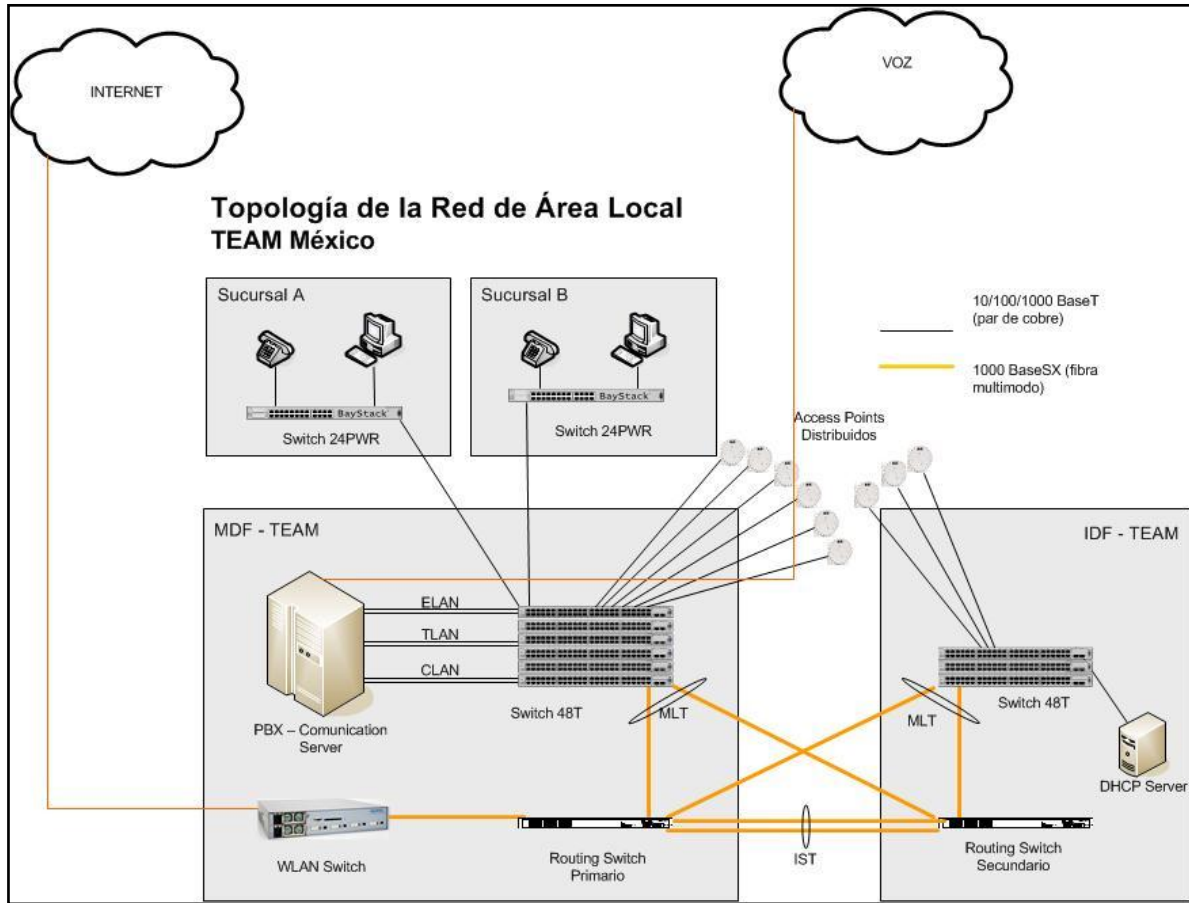 INTERNET
VOZ
Topología de la Red de Área Local
TEAM México
Sucursal A
Sucursal B
10/100/1000 BaseT
(par de cobre)
1000 BaseSX (fibra
multimodo)
BayStack
Switch 24PWR
BayStack
Switch 24PWR
Access Points
Distribuidos
MDF - TEAM
IDF - TEAM
ELAN
TLAN
CLAN
Switch 48T
MLT
PBX – Comunication
Server
MLT
Switch 48T
DHCP Server
WLAN Switch
Routing Switch
Primario
IST
Routing Switch
Secundario